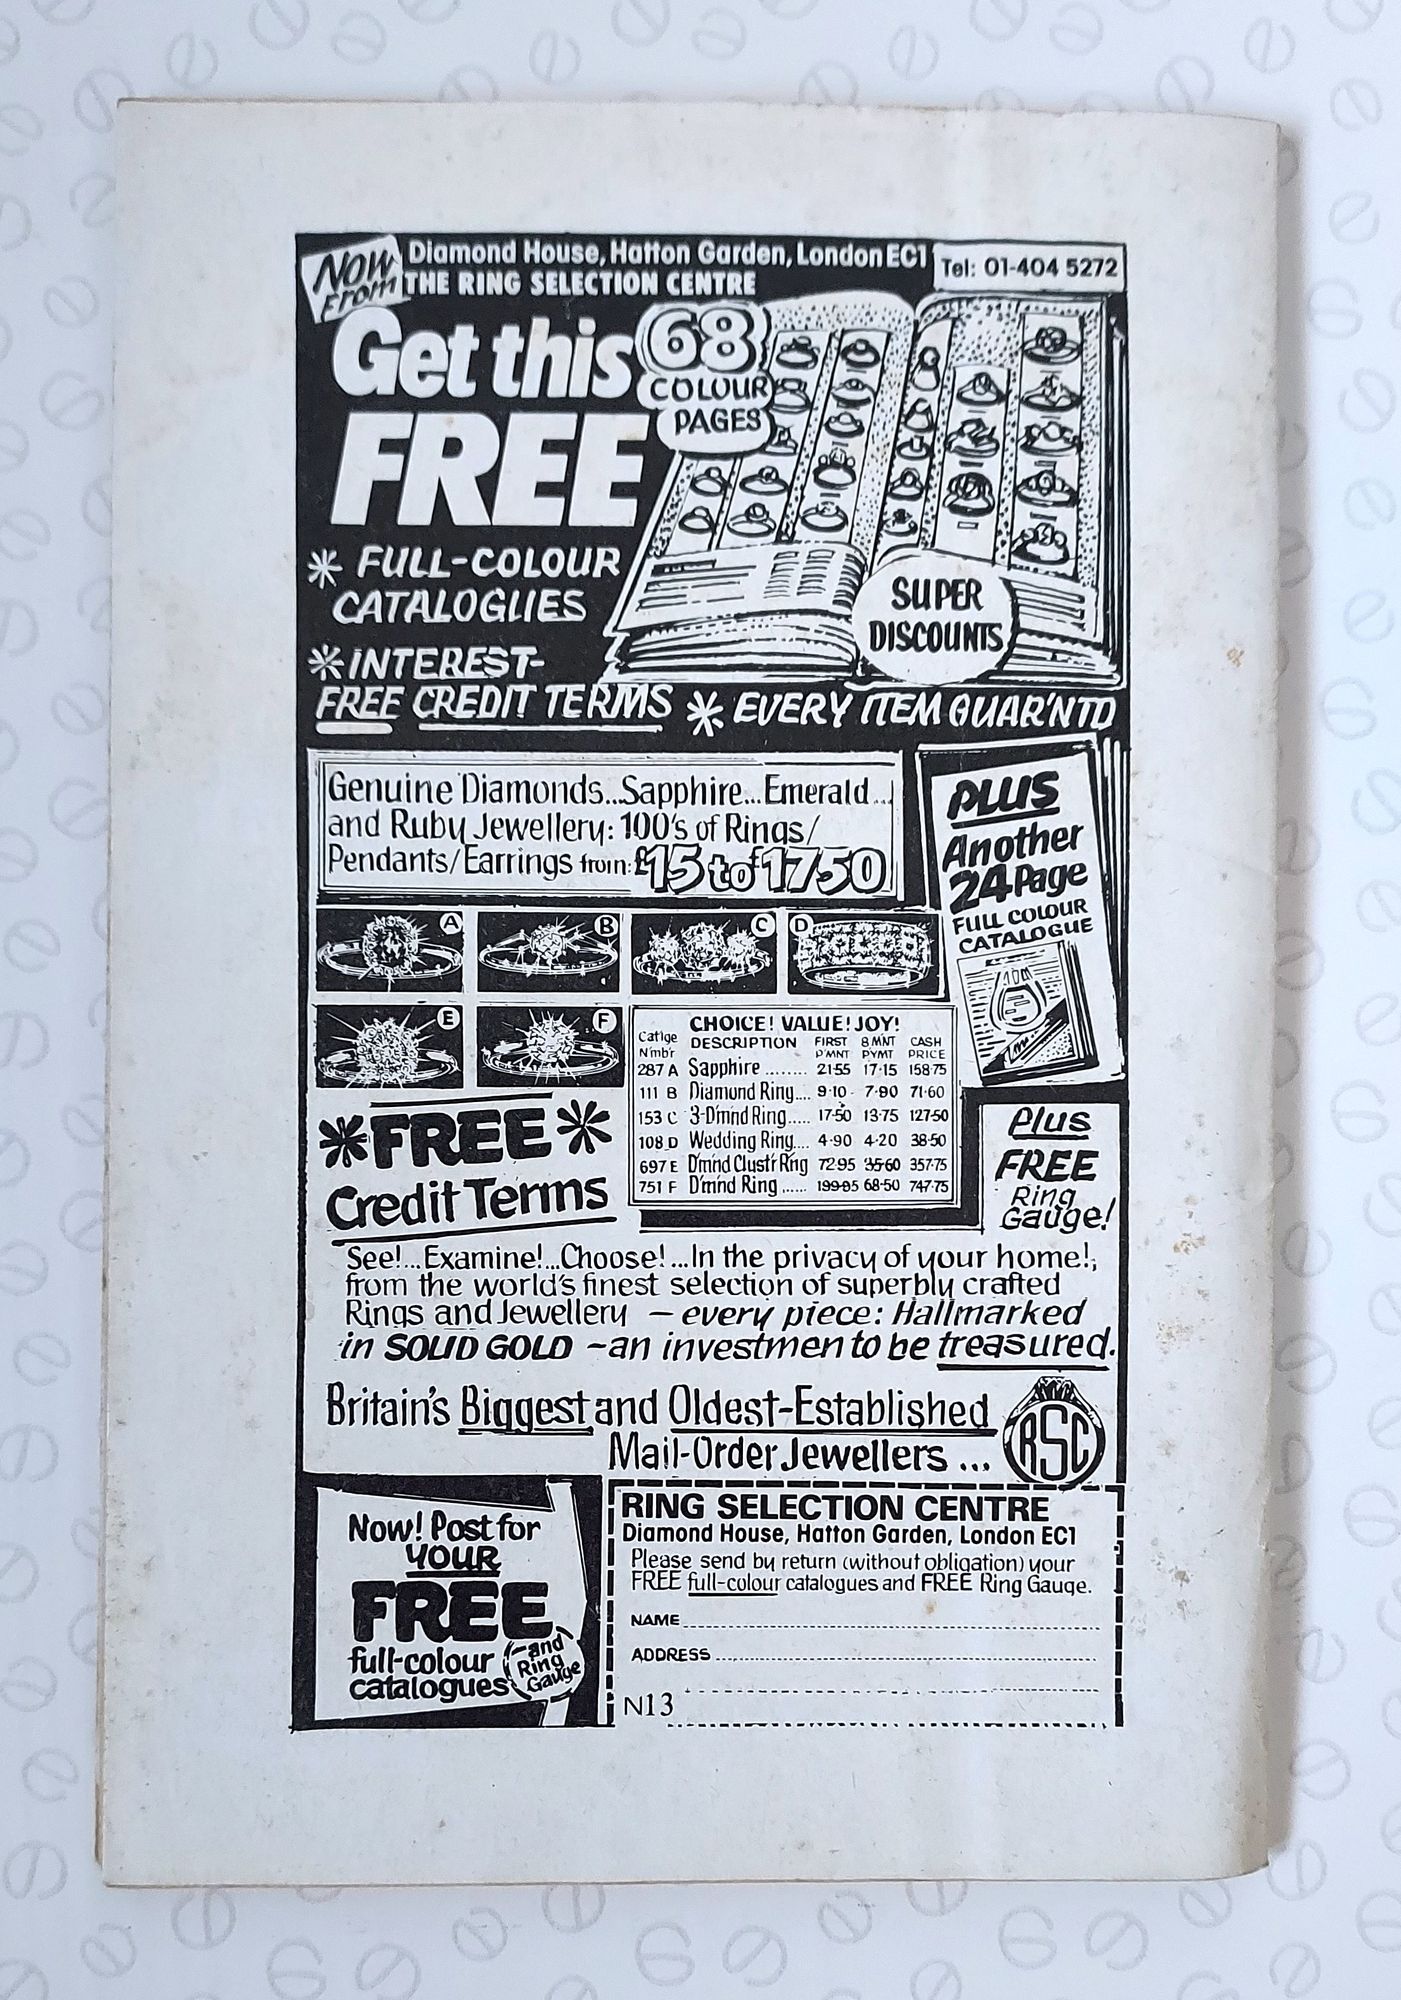 NOW From
Diamond House, Hatton Garden, London EC1
THE RING SELECTION CENTRE
Tel: 01-404 5272
Get this
FREE
68
COLOUR
PAGES
* FULL-COLOUR
CATALOGUES
* INTEREST-
FREE CREDIT TERMS * EVERY ITEM GUAR'NTD
SUPER
DISCOUNTS
Genuine Diamonds...Sapphire...Emerald...
and Ruby Jewellery: 100's of Rings/
Pendants/Earrings from: £15 to £1750
PLUS
Another
24 Page
FULL COLOUR
CATALOGUE
A
B
C
D
E
F
CHOICE! VALUE! JOY!
Cat'lge DESCRIPTION FIRST 8 MNT CASH
N'mb'r P'MNT PYMT PRICE
287 A Sapphire ........ 21·55 17·15 158·75
111 B Diamond Ring.... 9·10 7·90 71·60
153 C 3-D'mnd Ring..... 17·50 13·75 127·50
108 D Wedding Ring.... 4·90 4·20 38·50
697 E D'mnd Clust'r Rng 72·95 35·60 357·75
751 F D'mnd Ring ...... 199·95 68·50 747·75
*FREE*
Credit Terms
Plus
FREE
Ring
Gauge!
See!...Examine!...Choose!...In the privacy of your home!,
from the world's finest selection of superbly crafted
Rings and Jewellery — every piece: Hallmarked
in SOLID GOLD – an investmen to be treasured.
Britain's Biggest and Oldest-Established
Mail-Order Jewellers ...
RSC
Now! Post for
YOUR
FREE
full-colour
catalogues
and
Ring
Gauge
RING SELECTION CENTRE
Diamond House, Hatton Garden, London EC1
Please send by return (without obligation) your
FREE full-colour catalogues and FREE Ring Gauge.
NAME
ADDRESS
N13